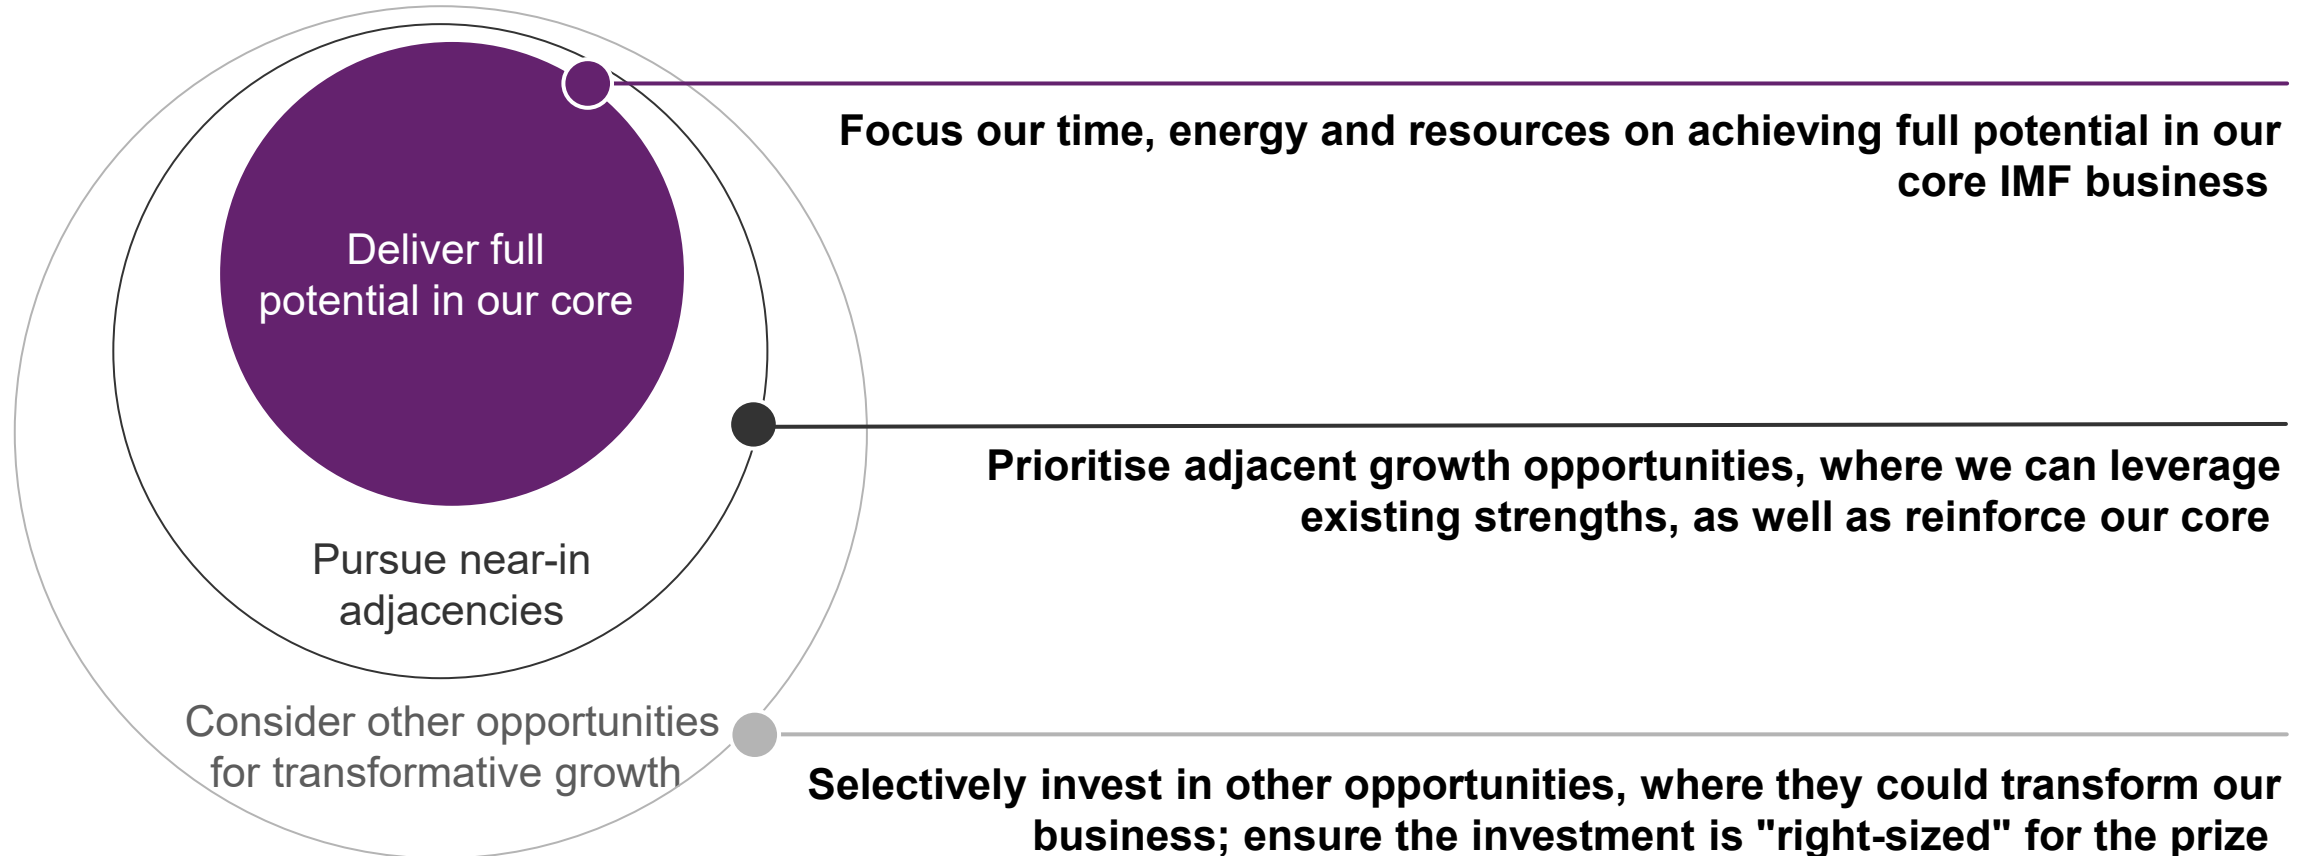 Deliver full
potential in our core
Focus our time, energy and resources on achieving full potential in our
core IMF business
Pursue near-in
adjacencies
Prioritise adjacent growth opportunities, where we can leverage
existing strengths, as well as reinforce our core
Consider other opportunities
for transformative growth
Selectively invest in other opportunities, where they could transform our
business; ensure the investment is "right-sized" for the prize